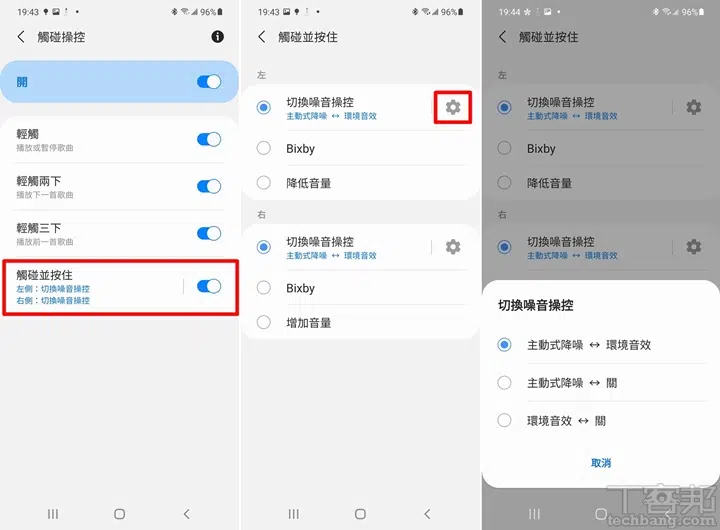 19:43
96%
觸碰操控
開
輕觸
播放或暫停歌曲
輕觸兩下
播放下一首歌曲
輕觸三下
播放前一首歌曲
觸碰並按住
左側：切換噪音操控
右側：切換噪音操控
19:43
96%
觸碰並按住
左
切換噪音操控
主動式降噪 ↔ 環境音效
Bixby
降低音量
右
切換噪音操控
主動式降噪 ↔ 環境音效
Bixby
增加音量
19:44
96%
觸碰並按住
左
切換噪音操控
主動式降噪 ↔ 環境音效
Bixby
降低音量
右
切換噪音操控
主動式降噪 ↔ 環境音效
切換噪音操控
主動式降噪 ↔ 環境音效
主動式降噪 ↔ 關
環境音效 ↔ 關
取消
T客邦
techbang.com